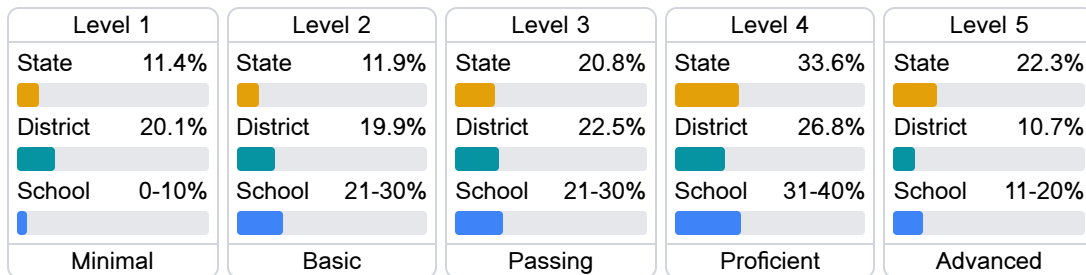 Level 1
State 11.4%
District 20.1%
School 0-10%
Minimal
Level 2
State 11.9%
District 19.9%
School 21-30%
Basic
Level 3
State 20.8%
District 22.5%
School 21-30%
Passing
Level 4
State 33.6%
District 26.8%
School 31-40%
Proficient
Level 5
State 22.3%
District 10.7%
School 11-20%
Advanced